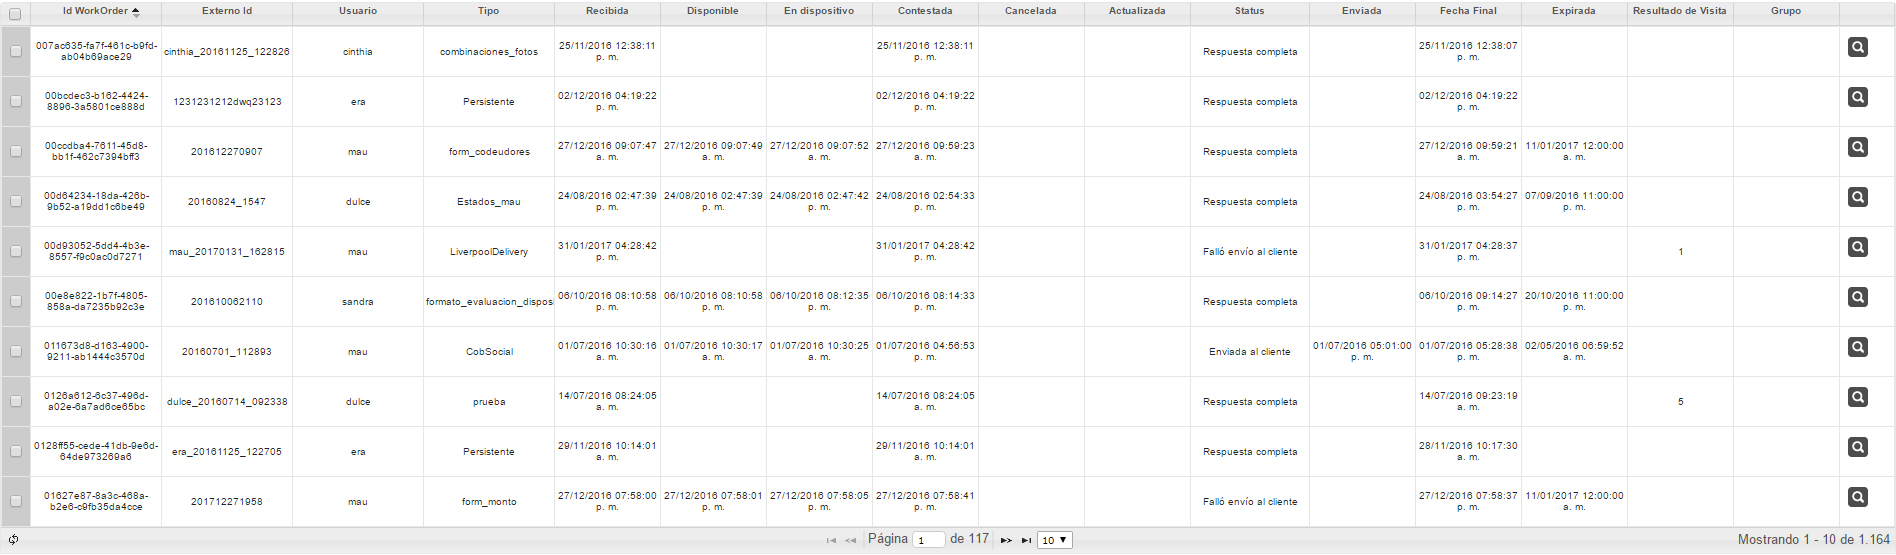 Id WorkOrder Externo Id Usuario Tipo Recibida Disponible En dispositivo Contestada Cancelada Actualizada Status Enviada Fecha Final Expirada Resultado de Visita Grupo
007ac635-fa7f-461c-b9fd-ab04b69ace29 cinthia_20161125_122826 cinthia combinaciones_fotos 25/11/2016 12:38:11 p. m. 25/11/2016 12:38:11 p. m. Respuesta completa 25/11/2016 12:38:07 p. m.
00bcdec3-b162-4424-8896-3a5801ce888d 1231231212dwq23123 era Persistente 02/12/2016 04:19:22 p. m. 02/12/2016 04:19:22 p. m. Respuesta completa 02/12/2016 04:19:22 p. m.
00ccdba4-7611-45d8-bb1f-462c7394bff3 201612270907 mau form_codeudores 27/12/2016 09:07:47 a. m. 27/12/2016 09:07:49 a. m. 27/12/2016 09:07:52 a. m. 27/12/2016 09:59:23 a. m. Respuesta completa 27/12/2016 09:59:21 a. m. 11/01/2017 12:00:00 a. m.
00d64234-18da-426b-9b52-a19dd1c6be49 20160824_1547 dulce Estados_mau 24/08/2016 02:47:39 p. m. 24/08/2016 02:47:39 p. m. 24/08/2016 02:47:42 p. m. 24/08/2016 02:54:33 p. m. Respuesta completa 24/08/2016 03:54:27 p. m. 07/09/2016 11:00:00 p. m.
00d93052-5dd4-4b3e-8557-f9c0ac0d7271 mau_20170131_162815 mau LiverpoolDelivery 31/01/2017 04:28:42 p. m. 31/01/2017 04:28:42 p. m. Falló envío al cliente 31/01/2017 04:28:37 p. m. 1
00e8e822-1b7f-4805-858a-da7235b92c3e 201610062110 sandra formato_evaluacion_dispos 06/10/2016 08:10:58 p. m. 06/10/2016 08:10:58 p. m. 06/10/2016 08:12:35 p. m. 06/10/2016 08:14:33 p. m. Respuesta completa 06/10/2016 09:14:27 p. m. 20/10/2016 11:00:00 p. m.
011673d8-d163-4900-9211-ab1444c3570d 20160701_112893 mau CobSocial 01/07/2016 10:30:16 a. m. 01/07/2016 10:30:17 a. m. 01/07/2016 10:30:25 a. m. 01/07/2016 04:56:53 p. m. Enviada al cliente 01/07/2016 05:01:00 p. m. 01/07/2016 05:28:38 p. m. 02/05/2016 06:59:52 a. m.
0126a612-6c37-496d-a02e-6a7ad6ce65bc dulce_20160714_092338 dulce prueba 14/07/2016 08:24:05 a. m. 14/07/2016 08:24:05 a. m. Respuesta completa 14/07/2016 09:23:19 a. m. 5
0128ff55-cede-41db-9e6d-64de973269a6 era_20161125_122705 era Persistente 29/11/2016 10:14:01 a. m. 29/11/2016 10:14:01 a. m. Respuesta completa 28/11/2016 10:17:30 a. m.
01627e87-8a3c-468a-b2e6-c9fb35da4cce 201712271958 mau form_monto 27/12/2016 07:58:00 p. m. 27/12/2016 07:58:01 p. m. 27/12/2016 07:58:05 p. m. 27/12/2016 07:58:41 p. m. Falló envío al cliente 27/12/2016 07:58:37 p. m. 11/01/2017 12:00:00 a. m.
Página 1 de 117 10 Mostrando 1 - 10 de 1.164